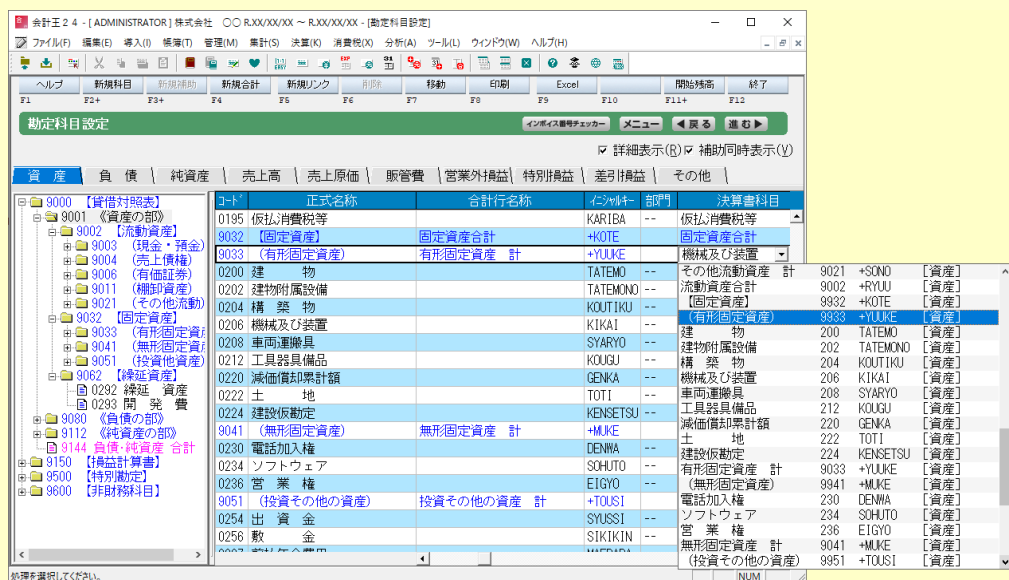 会計王24 - [ ADMINISTRATOR ] 株式会社　〇〇 R.XX/XX/XX ～ R.XX/XX/XX - [勘定科目設定]
ファイル(F) 編集(E) 導入(I) 帳簿(T) 管理(M) 集計(S) 決算(K) 消費税(X) 分析(A) ツール(L) ウィンドウ(W) ヘルプ(H)
ヘルプ 新規科目 新規補助 新規合計 新規リンク 削除 移動 印刷 Excel 開始残高 終了
F1 F2+ F3+ F4 F5 F6 F7 F8 F9 F10 F11+ F12
勘定科目設定 インボイス番号チェッカー メニュー ◀戻る 進む▶
詳細表示(R) 補助同時表示(Y)
資 産 負 債 純資産 売上高 売上原価 販管費 営業外損益 特別損益 差引損益 その他
9000 【貸借対照表】
9001 《資産の部》
9002 【流動資産】
9003 (現金・預金)
9004 (売上債権)
9006 (有価証券)
9011 (棚卸資産)
9021 (その他流動)
9032 【固定資産】
9033 (有形固定資産
9041 (無形固定資産
9051 (投資他資産)
9062 【繰延資産】
0292 繰延 資産
0293 開 発 費
9080 《負債の部》
9112 《純資産の部》
9144 負債・純資産 合計
9150 【損益計算書】
9500 【特別勘定】
9600 【非財務科目】
コード 正式名称 合計行名称 イニシャルキー 部門 決算書科目
0195 仮払消費税等 KARIBA -- 仮払消費税等
9032 【固定資産】 固定資産合計 +KOTE 固定資産合計
9033 (有形固定資産) 有形固定資産 計 +YUUKE 機械及び装置
0200 建 物 TATEMO --
0202 建物附属設備 TATEMONO --
0204 構 築 物 KOUTIKU --
0206 機械及び装置 KIKAI --
0208 車両運搬具 SYARYO --
0212 工具器具備品 KOUGU --
0220 減価償却累計額 GENKA --
0222 土 地 TOTI --
0224 建設仮勘定 KENSETSU --
9041 (無形固定資産) 無形固定資産 計 +MUKE
0230 電話加入権 DENWA --
0234 ソフトウェア SOHUTO --
0236 営 業 権 EIGYO --
9051 (投資その他の資産) 投資その他の資産 計 +TOUSI
0254 出 資 金 SYUSSI --
0256 敷 金 SIKIKIN --
その他流動資産 計 9021 +SONO [資産]
流動資産合計 9002 +RYUU [資産]
【固定資産】 9932 +KOTE [資産]
(有形固定資産) 9933 +YUUKE [資産]
建 物 200 TATEMO [資産]
建物附属設備 202 TATEMONO [資産]
構 築 物 204 KOUTIKU [資産]
機械及び装置 206 KIKAI [資産]
車両運搬具 208 SYARYO [資産]
工具器具備品 212 KOUGU [資産]
減価償却累計額 220 GENKA [資産]
土 地 222 TOTI [資産]
建設仮勘定 224 KENSETSU [資産]
有形固定資産 計 9033 +YUUKE [資産]
(無形固定資産) 9941 +MUKE [資産]
電話加入権 230 DENWA [資産]
ソフトウェア 234 SOHUTO [資産]
営 業 権 236 EIGYO [資産]
無形固定資産 計 9041 +MUKE [資産]
(投資その他の資産) 9951 +TOUSI [資産]
処理を選択してください。 NUM